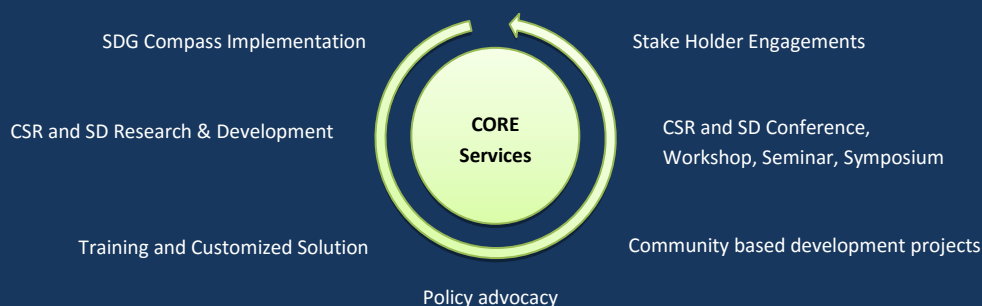 SDG Compass Implementation
Stake Holder Engagements
CSR and SD Research & Development
CORE
Services
CSR and SD Conference,
Workshop, Seminar, Symposium
Training and Customized Solution
Community based development projects
Policy advocacy